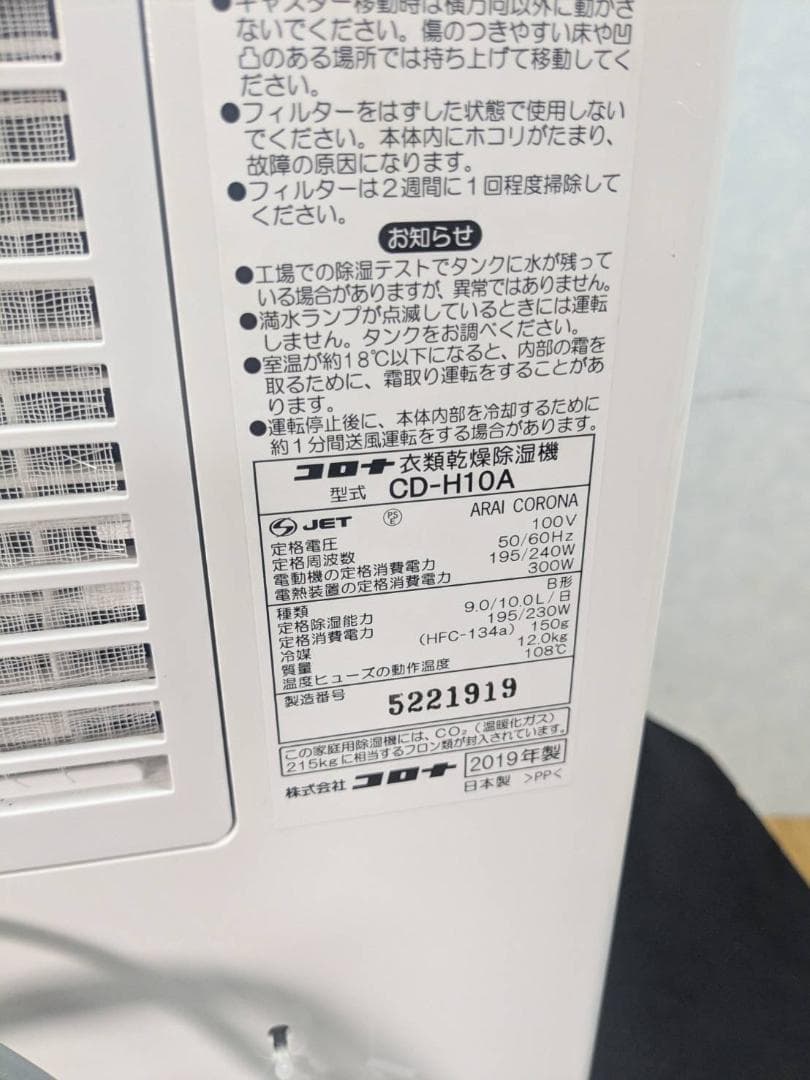 ●キャスター移動時は横方向以外に動かさ
ないでください。傷のつきやすい床や凹
凸のある場所では持ち上げて移動してく
ださい。
●フィルターをはずした状態で使用しない
でください。本体内にホコリがたまり、
故障の原因になります。
●フィルターは2週間に1回程度掃除して
ください。
お知らせ
●工場での除湿テストでタンクに水が残って
いる場合がありますが、異常ではありません。
●満水ランプが点滅しているときには運転
しません。タンクをお調べください。
●室温が約18℃以下になると、内部の霜を
取るために、霜取り運転をすることがあ
ります。
●運転停止後に、本体内部を冷却するために
約1分間送風運転をする場合があります。
コロナ 衣類乾燥除湿機
型式 CD-H10A
JET PSE ARAI CORONA
定格電圧 100V
定格周波数 50/60Hz
電動機の定格消費電力 195/240W
電熱装置の定格消費電力 300W
種類 B形
定格除湿能力 9.0/10.0L/日
定格消費電力 195/230W
冷媒 (HFC-134a) 150g
質量 12.0kg
温度ヒューズの動作温度 108℃
製造番号 5221919
この家庭用除湿機には、CO₂(温暖化ガス)
215kgに相当するフロン類が封入されています。
株式会社 コロナ 2019年製
日本製 >PP<